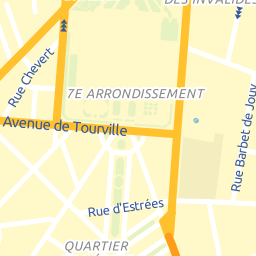 DES INVALIDES
Rue Chevert
7E ARRONDISSEMENT
Avenue de Tourville
Rue Barbet de Jouy
Rue d'Estrées
QUARTIER